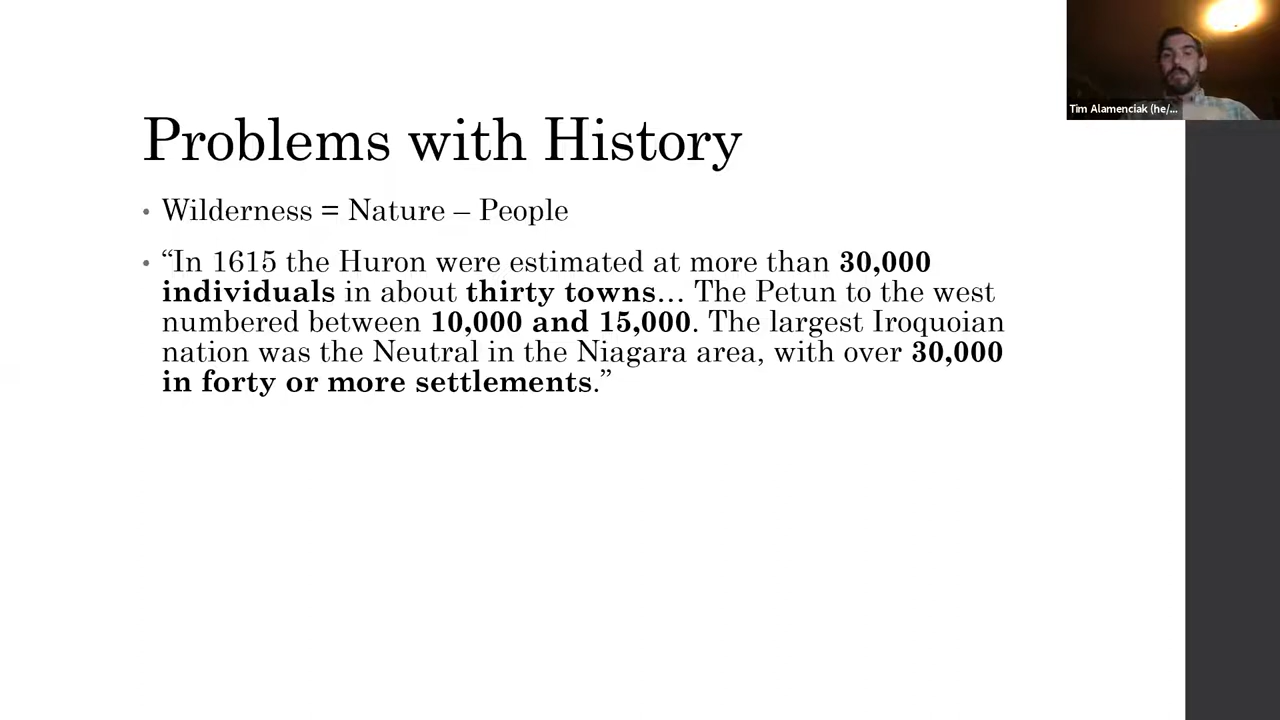 Tim Alamenciak (he/...
Problems with History
• Wilderness = Nature – People
• “In 1615 the Huron were estimated at more than 30,000
individuals in about thirty towns… The Petun to the west
numbered between 10,000 and 15,000. The largest Iroquoian
nation was the Neutral in the Niagara area, with over 30,000
in forty or more settlements.”